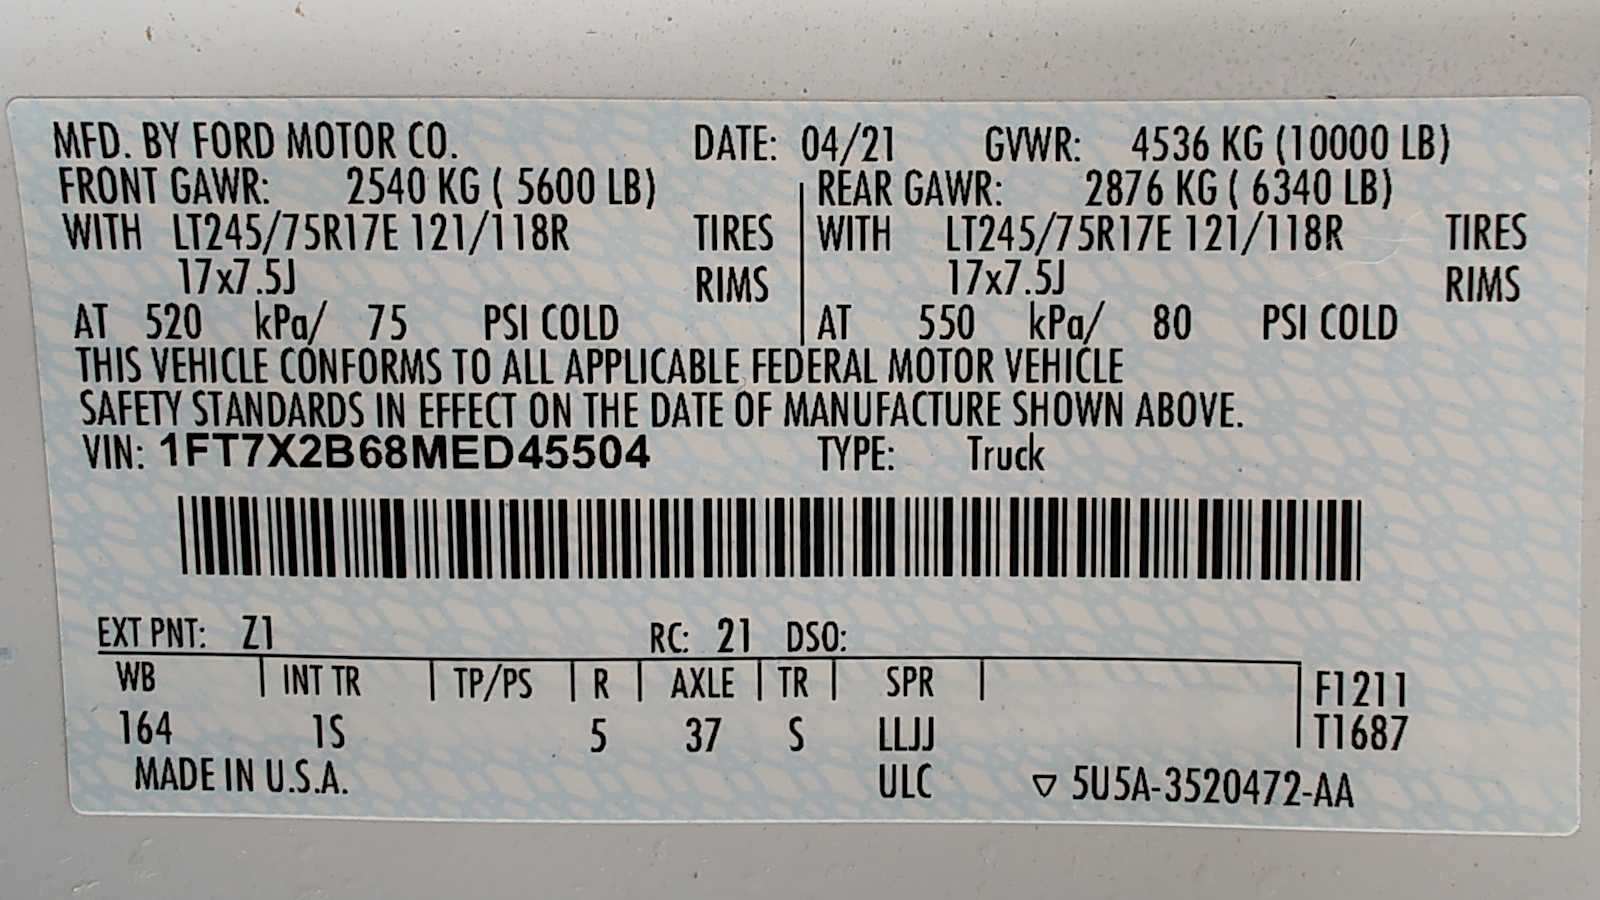 MFD. BY FORD MOTOR CO. DATE: 04/21 GVWR: 4536 KG (10000 LB)
FRONT GAWR: 2540 KG ( 5600 LB) REAR GAWR: 2876 KG ( 6340 LB)
WITH LT245/75R17E 121/118R TIRES WITH LT245/75R17E 121/118R TIRES
17x7.5J RIMS 17x7.5J RIMS
AT 520 kPa/ 75 PSI COLD AT 550 kPa/ 80 PSI COLD
THIS VEHICLE CONFORMS TO ALL APPLICABLE FEDERAL MOTOR VEHICLE
SAFETY STANDARDS IN EFFECT ON THE DATE OF MANUFACTURE SHOWN ABOVE.
VIN: 1FT7X2B68MED45504 TYPE: Truck
EXT PNT: Z1 RC: 21 DSO:
WB INT TR TP/PS R AXLE TR SPR F1211
164 1S 5 37 S LLJJ T1687
MADE IN U.S.A. ULC ▽ 5U5A-3520472-AA